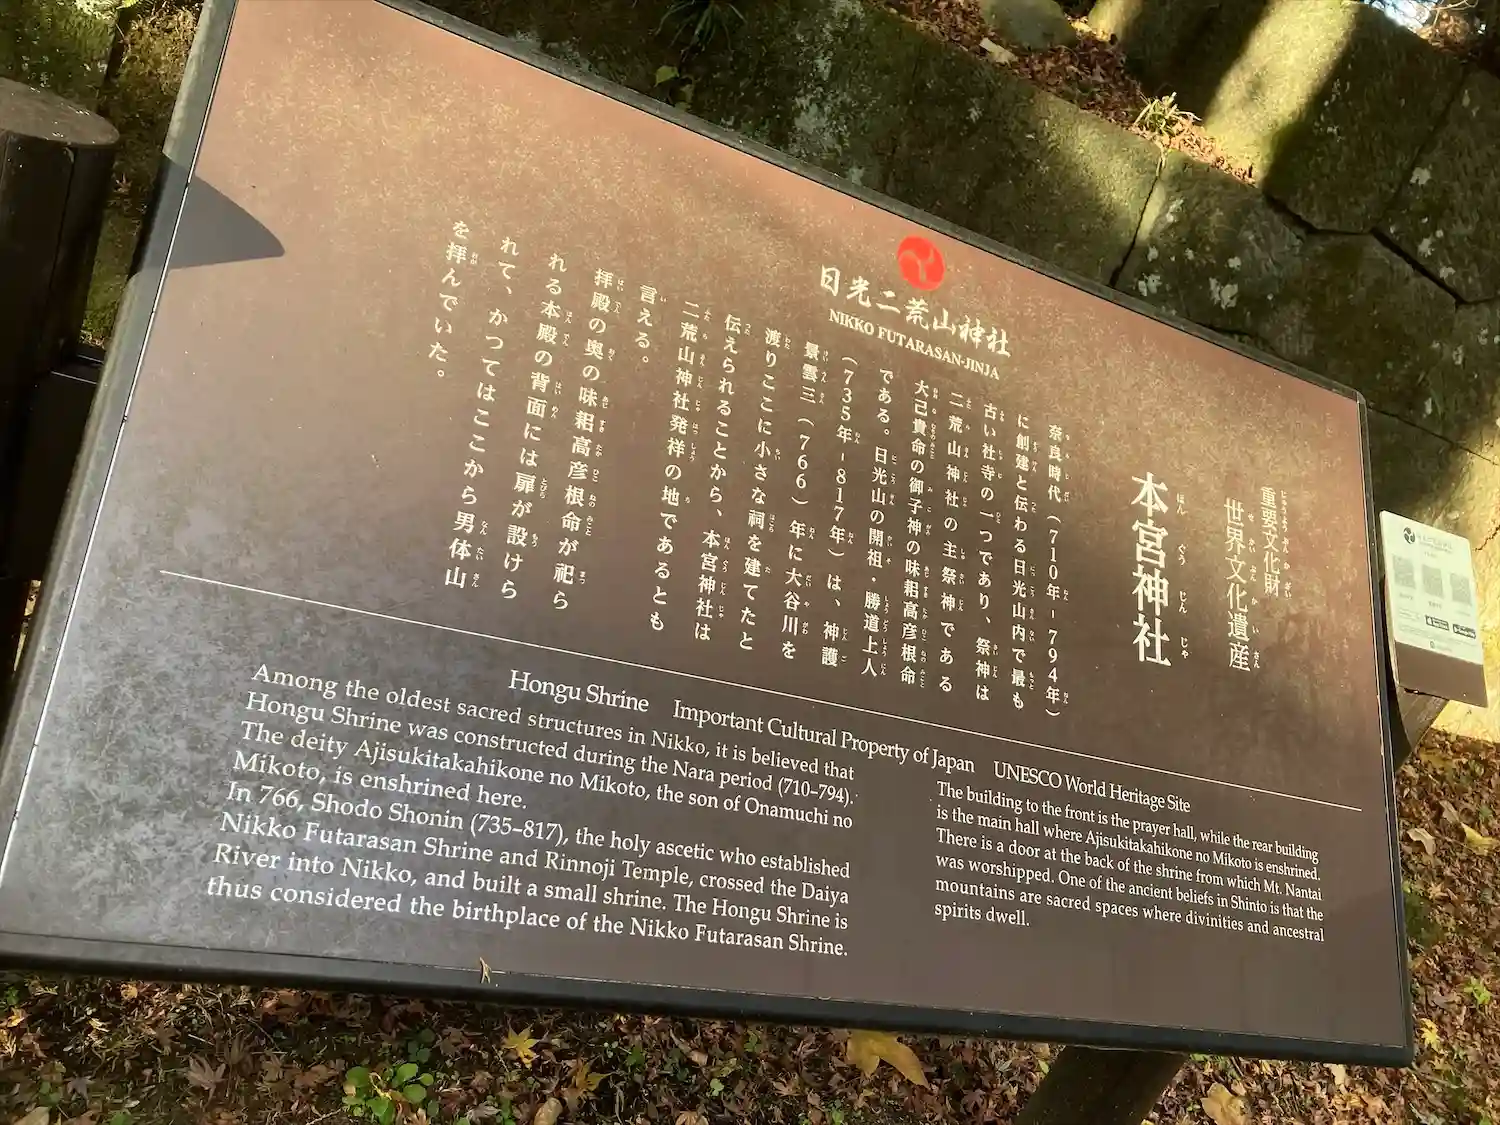 日光二荒山神社
NIKKO FUTARASAN-JINJA
重要文化財
世界文化遺産
本宮神社
奈良時代（710年-794年）
に創建と伝わる日光山内で最も
古い社寺の一つであり、祭神は
二荒山神社の主祭神である
大己貴命の御子神の味耜高彦根命
である。日光山の開祖・勝道上人
（735年-817年）は、神護
景雲三（766）年に大谷川を
渡りここに小さな祠を建てたと
伝えられることから、本宮神社は
二荒山神社発祥の地であるとも
言える。
拝殿の奥の味耜高彦根命が祀ら
れる本殿の背面には扉が設けら
れて、かつてはここから男体山
を拝んでいた。
Hongu Shrine Important Cultural Property of Japan UNESCO World Heritage Site
Among the oldest sacred structures in Nikko, it is believed that
Hongu Shrine was constructed during the Nara period (710–794).
The deity Ajisukitakahikone no Mikoto, the son of Onamuchi no
Mikoto, is enshrined here.
In 766, Shodo Shonin (735–817), the holy ascetic who established
Nikko Futarasan Shrine and Rinnoji Temple, crossed the Daiya
River into Nikko, and built a small shrine. The Hongu Shrine is
thus considered the birthplace of the Nikko Futarasan Shrine.
The building to the front is the prayer hall, while the rear building
is the main hall where Ajisukitakahikone no Mikoto is enshrined.
There is a door at the back of the shrine from which Mt. Nantai
was worshipped. One of the ancient beliefs in Shinto is that the
mountains are sacred spaces where divinities and ancestral
spirits dwell.